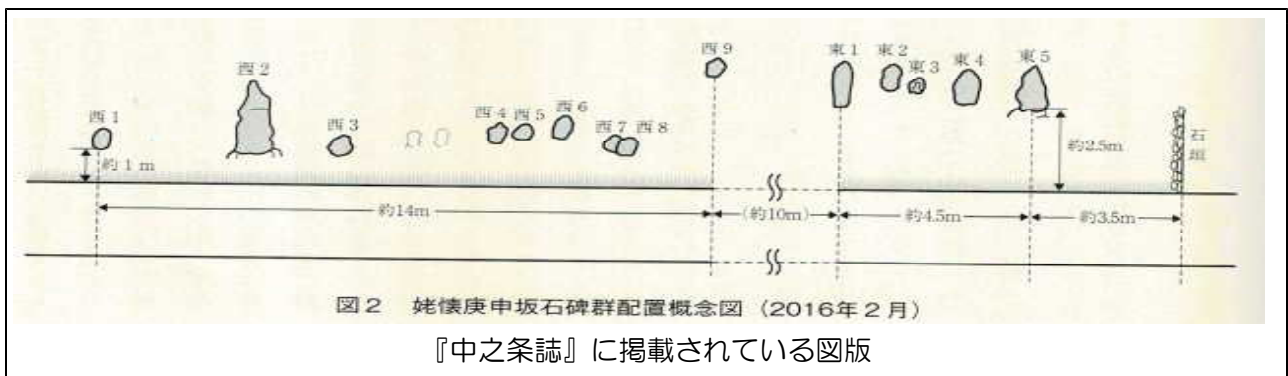 西1
西2
西3
西4 西5 西6
西7 西8
西9
東1 東2 東3 東4 東5
約1m
約2.5m
石垣
約14m (約10m) 約4.5m 約3.5m
図2 姥懐庚申坂石碑群配置概念図（2016年2月）
『中之条誌』に掲載されている図版